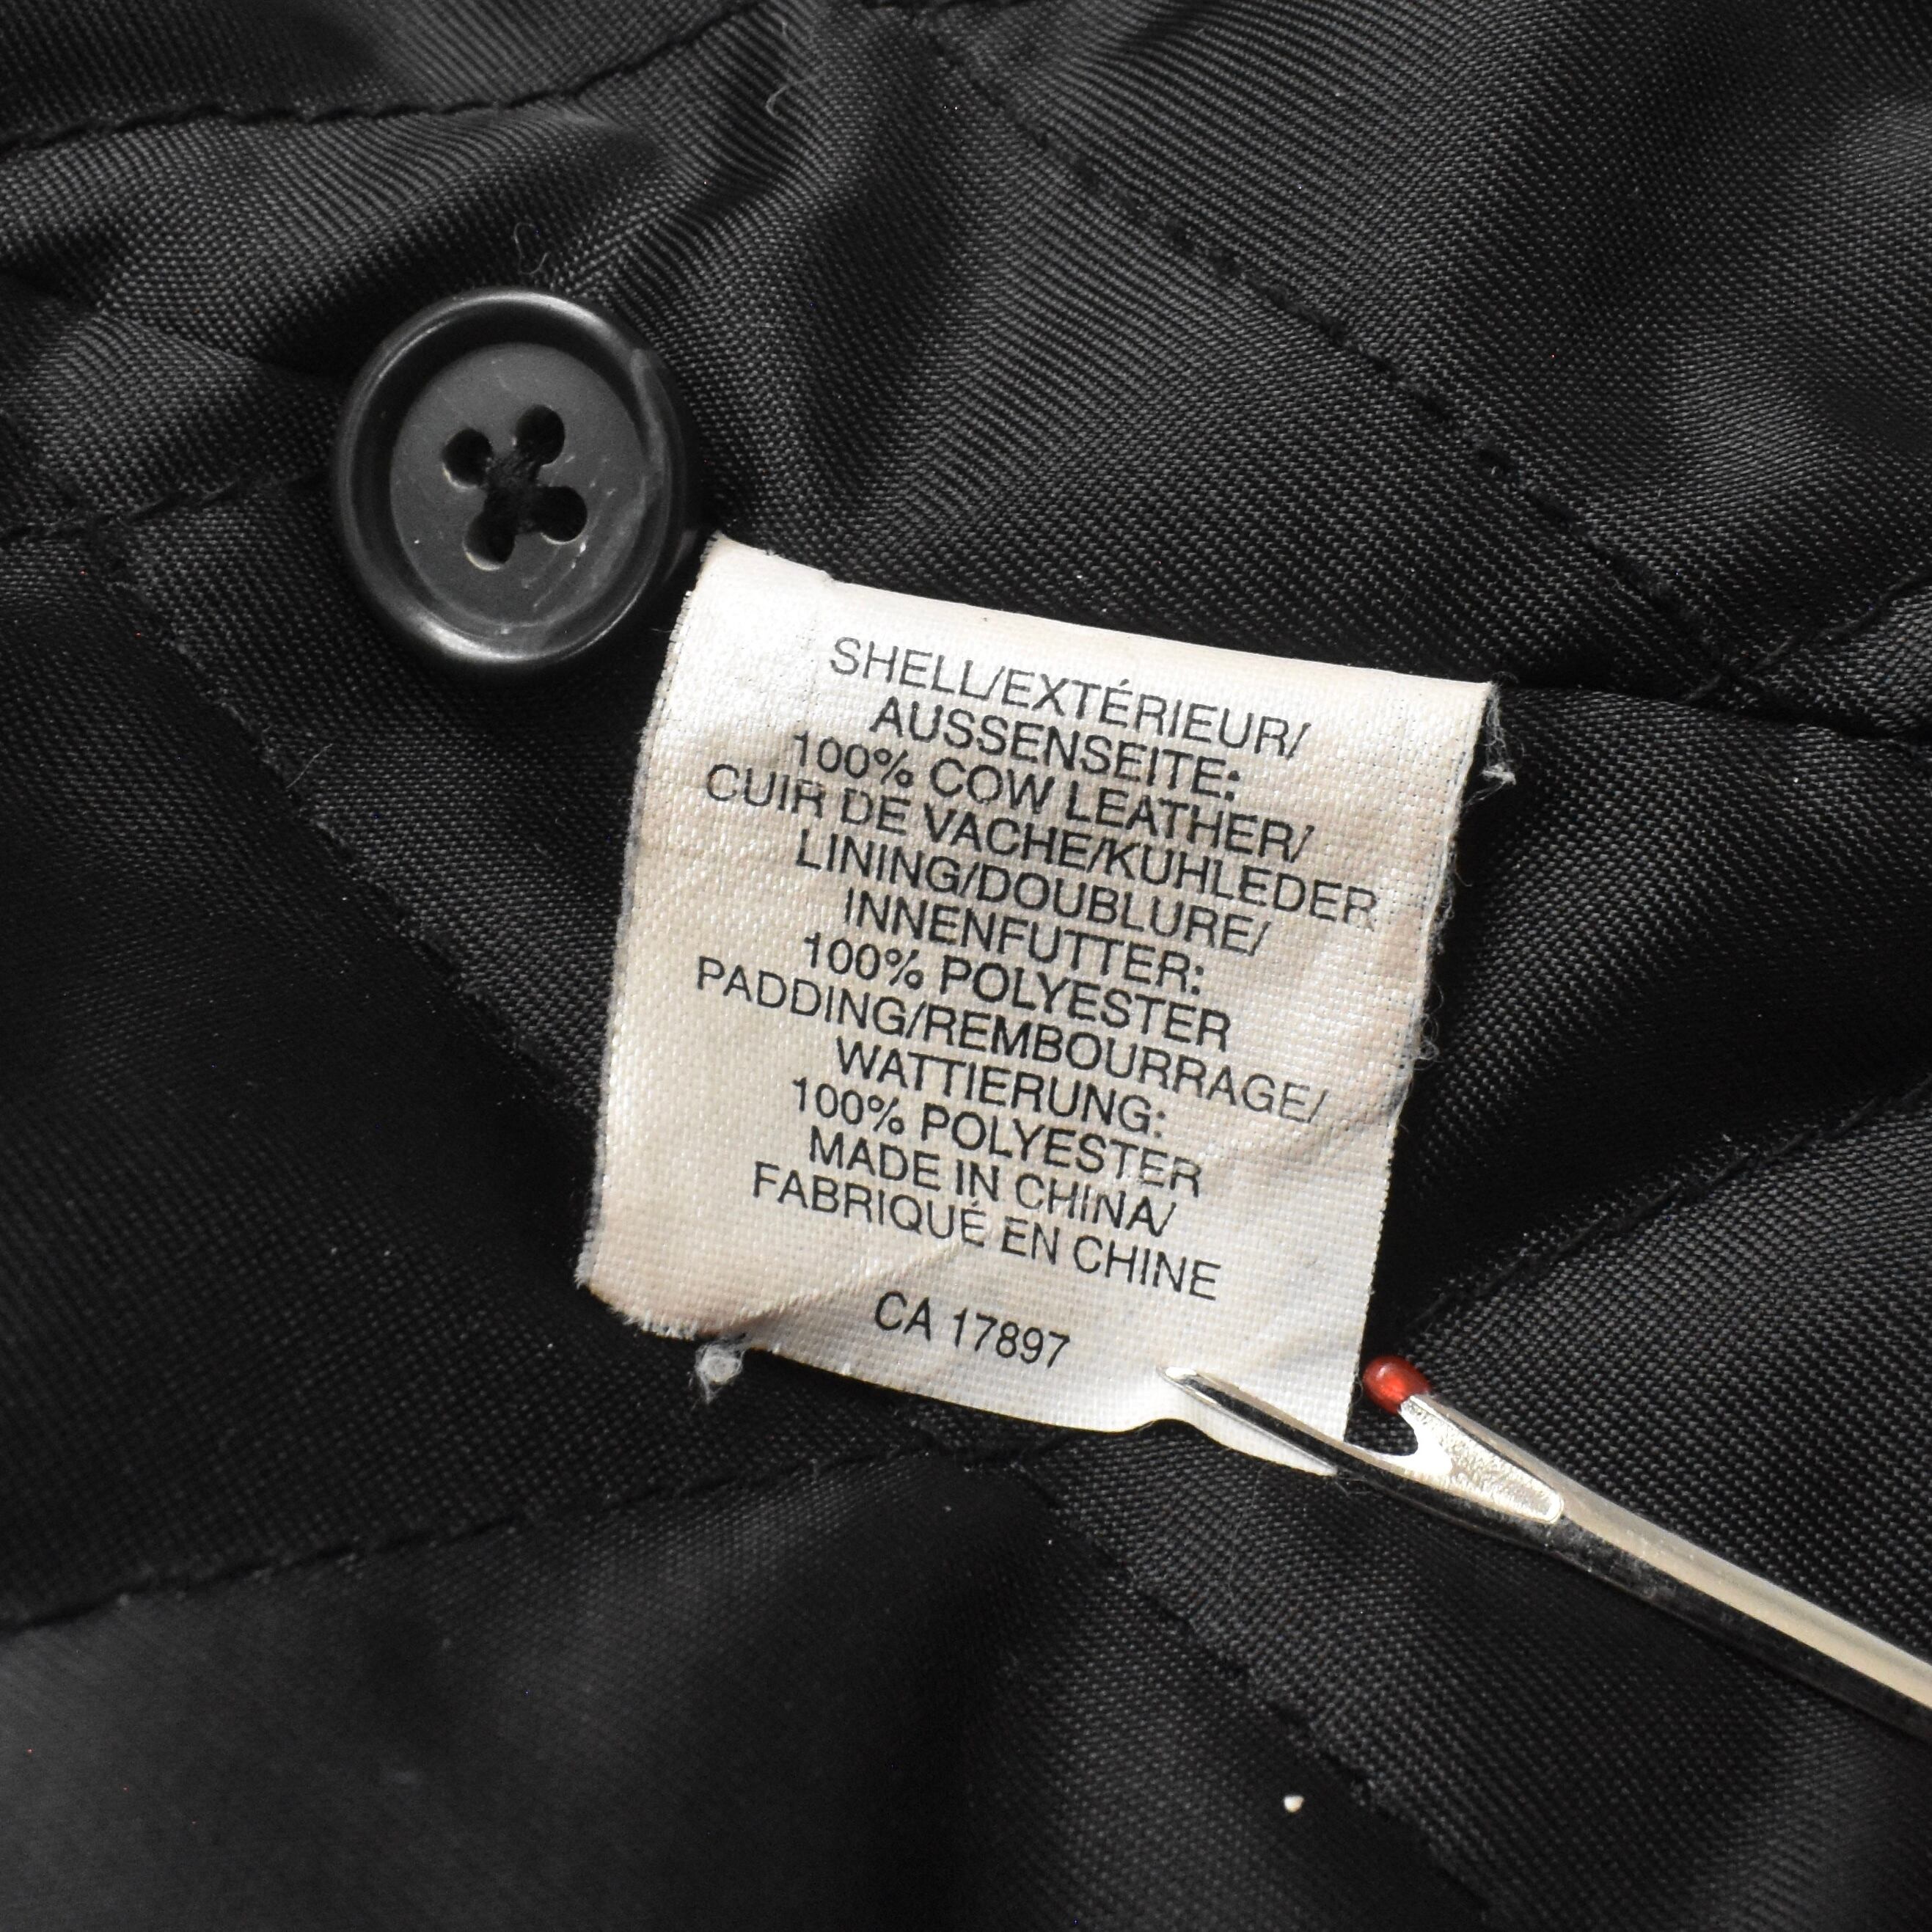 SHELL/EXTÉRIEUR/
AUSSENSEITE:
100% COW LEATHER/
CUIR DE VACHE/KUHLEDER
LINING/DOUBLURE/
INNENFUTTER:
100% POLYESTER
PADDING/REMBOURRAGE/
WATTIERUNG:
100% POLYESTER
MADE IN CHINA/
FABRIQUÉ EN CHINE
CA 17897